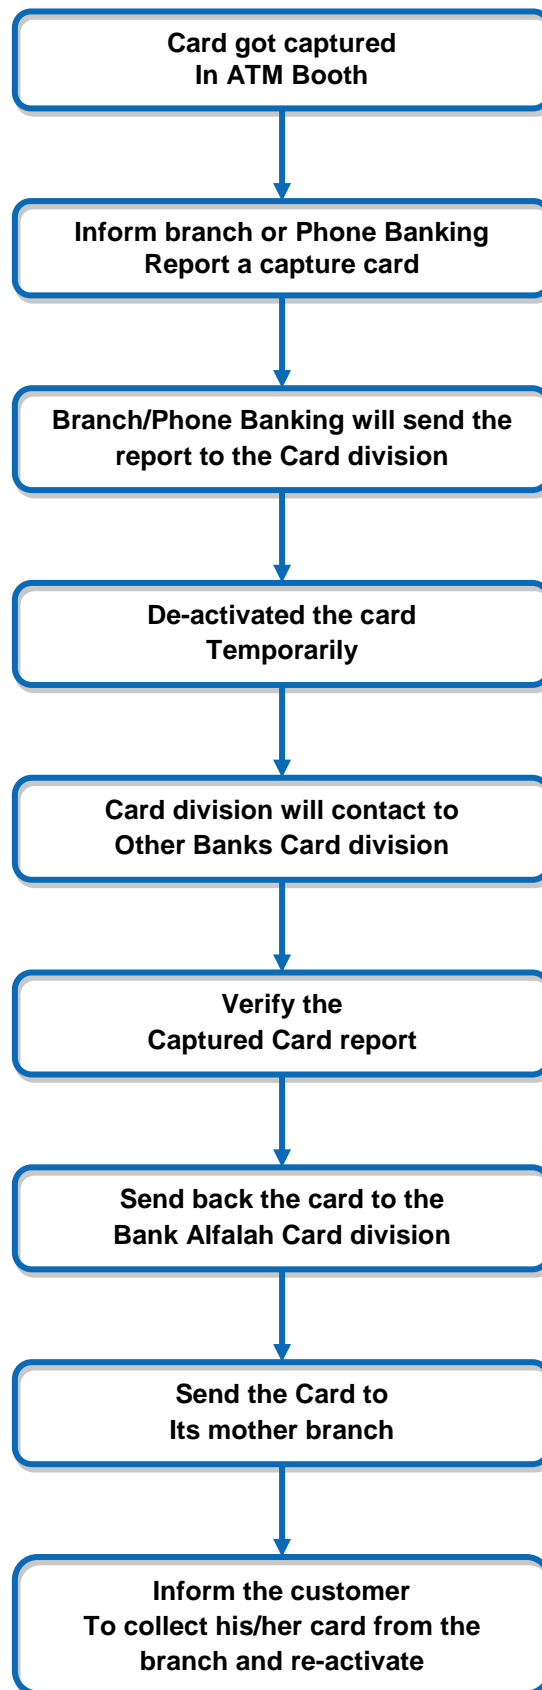 Card got captured
In ATM Booth
Inform branch or Phone Banking
Report a capture card
Branch/Phone Banking will send the
report to the Card division
De-activated the card
Temporarily
Card division will contact to
Other Banks Card division
Verify the
Captured Card report
Send back the card to the
Bank Alfalah Card division
Send the Card to
Its mother branch
Inform the customer
To collect his/her card from the
branch and re-activate